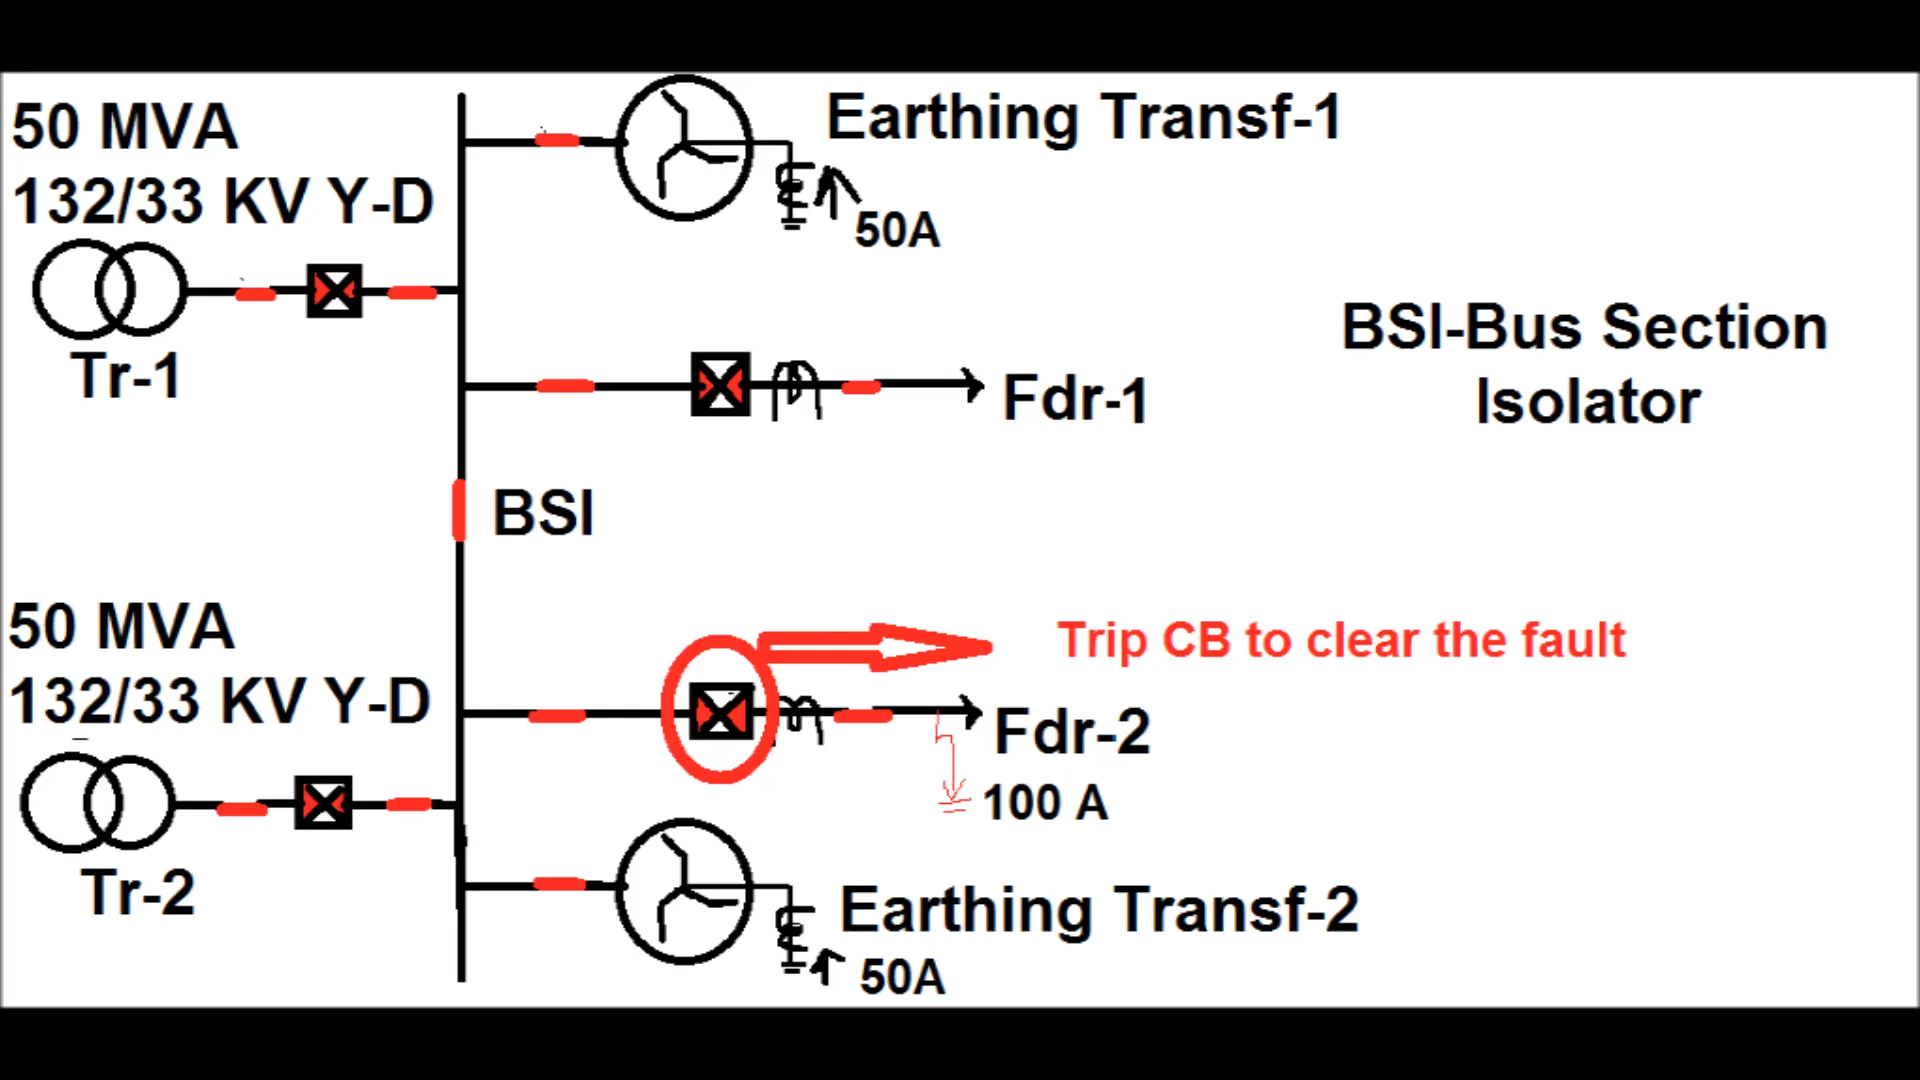 50 MVA
132/33 KV Y-D
Tr-1
Earthing Transf-1
50A
Fdr-1
BSI-Bus Section
Isolator
BSI
50 MVA
132/33 KV Y-D
Tr-2
Trip CB to clear the fault
Fdr-2
100 A
Earthing Transf-2
50A